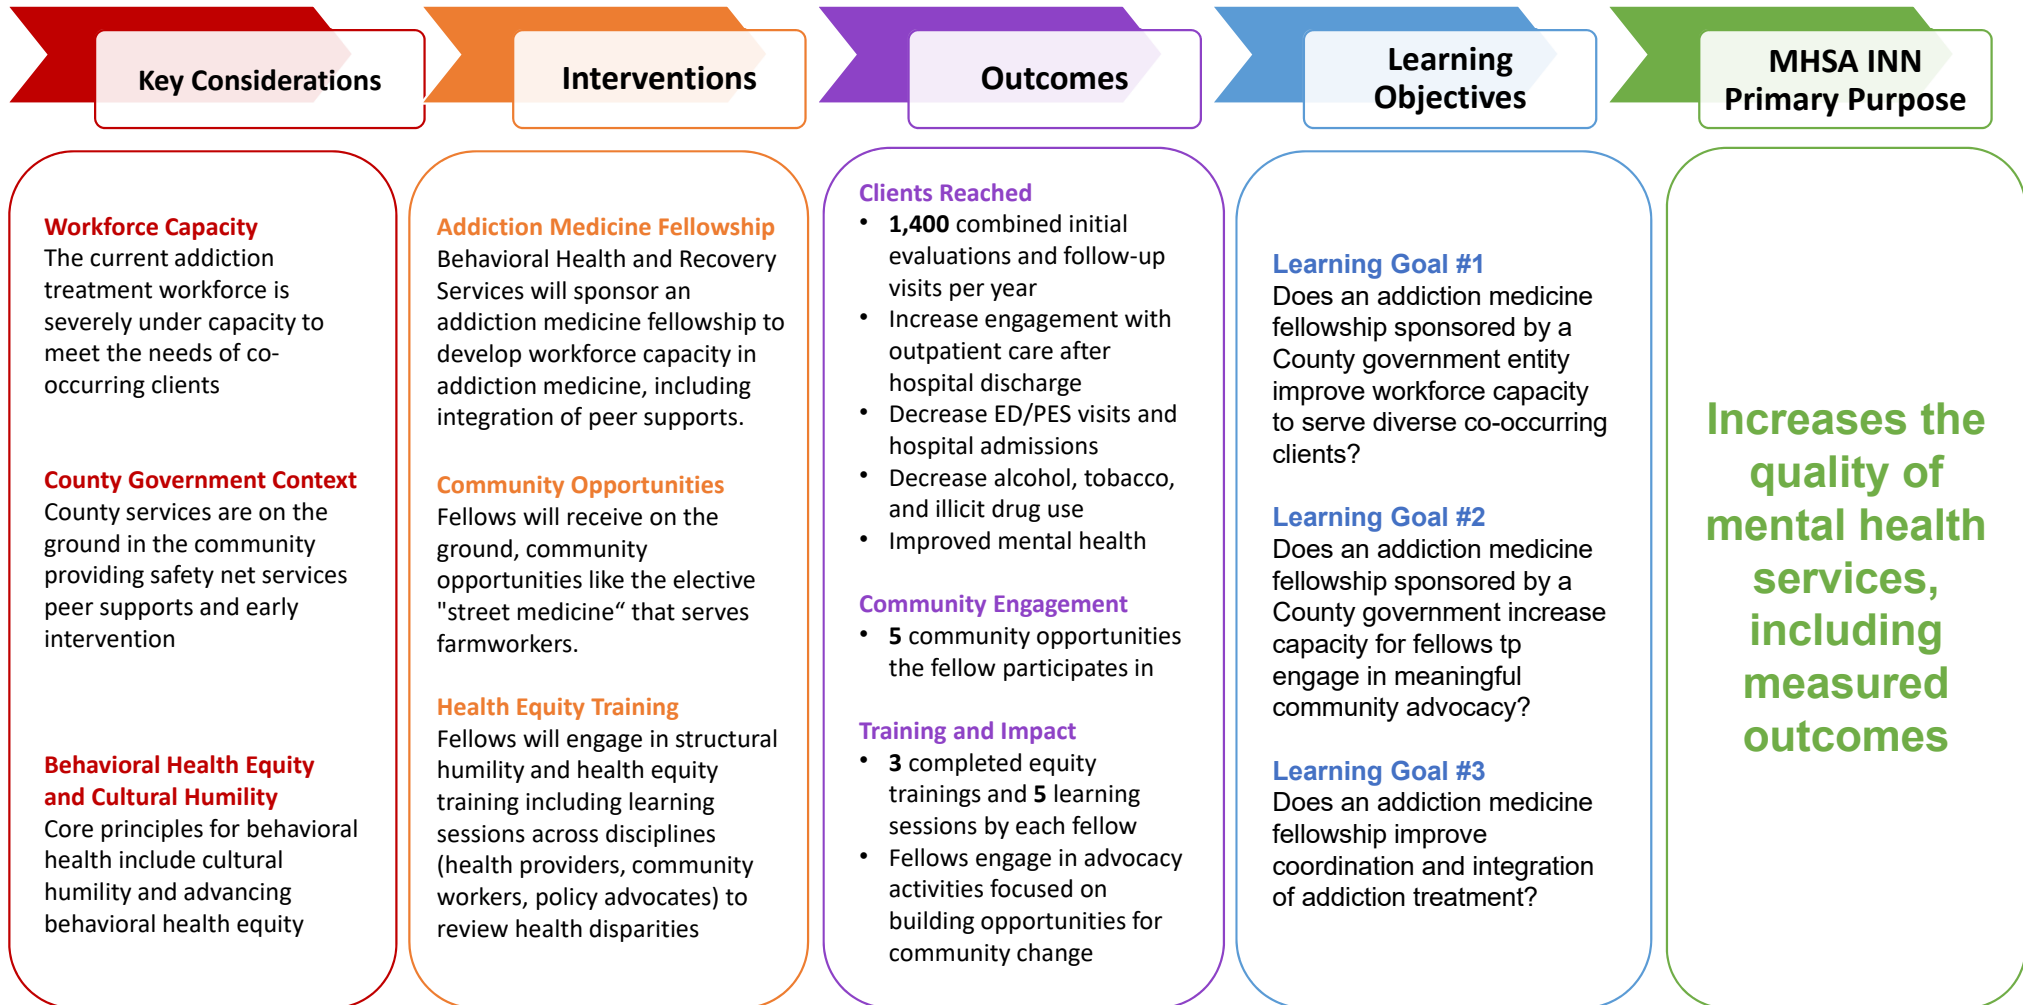 Key Considerations
Interventions
Outcomes
Learning
Objectives
MHSA INN
Primary Purpose
Workforce Capacity
The current addiction
treatment workforce is
severely under capacity to
meet the needs of co-
occurring clients
County Government Context
County services are on the
ground in the community
providing safety net services
peer supports and early
intervention
Behavioral Health Equity
and Cultural Humility
Core principles for behavioral
health include cultural
humility and advancing
behavioral health equity
Addiction Medicine Fellowship
Behavioral Health and Recovery
Services will sponsor an
addiction medicine fellowship to
develop workforce capacity in
addiction medicine, including
integration of peer supports.
Community Opportunities
Fellows will receive on the
ground, community
opportunities like the elective
"street medicine“ that serves
farmworkers.
Health Equity Training
Fellows will engage in structural
humility and health equity
training including learning
sessions across disciplines
(health providers, community
workers, policy advocates) to
review health disparities
Clients Reached
• 1,400 combined initial
evaluations and follow-up
visits per year
• Increase engagement with
outpatient care after
hospital discharge
• Decrease ED/PES visits and
hospital admissions
• Decrease alcohol, tobacco,
and illicit drug use
• Improved mental health
Community Engagement
• 5 community opportunities
the fellow participates in
Training and Impact
• 3 completed equity
trainings and 5 learning
sessions by each fellow
• Fellows engage in advocacy
activities focused on
building opportunities for
community change
Learning Goal #1
Does an addiction medicine
fellowship sponsored by a
County government entity
improve workforce capacity
to serve diverse co-occurring
clients?
Learning Goal #2
Does an addiction medicine
fellowship sponsored by a
County government increase
capacity for fellows tp
engage in meaningful
community advocacy?
Learning Goal #3
Does an addiction medicine
fellowship improve
coordination and integration
of addiction treatment?
Increases the
quality of
mental health
services,
including
measured
outcomes